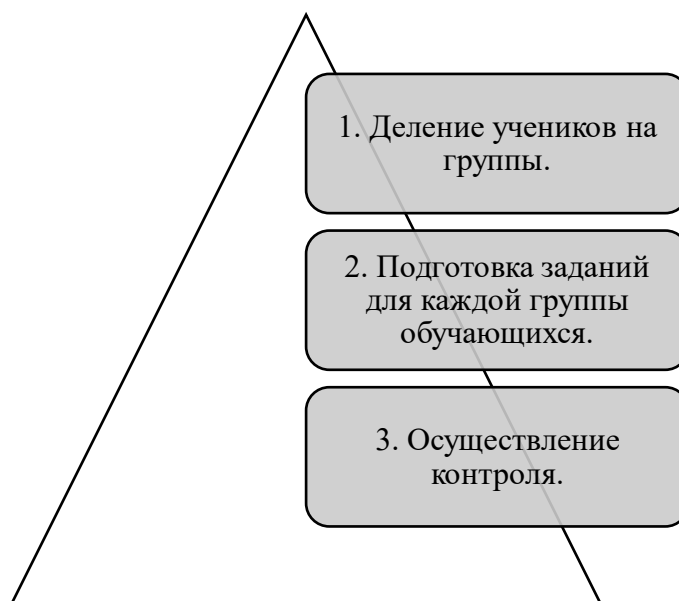 1. Деление учеников на
группы.
2. Подготовка заданий
для каждой группы
обучающихся.
3. Осуществление
контроля.